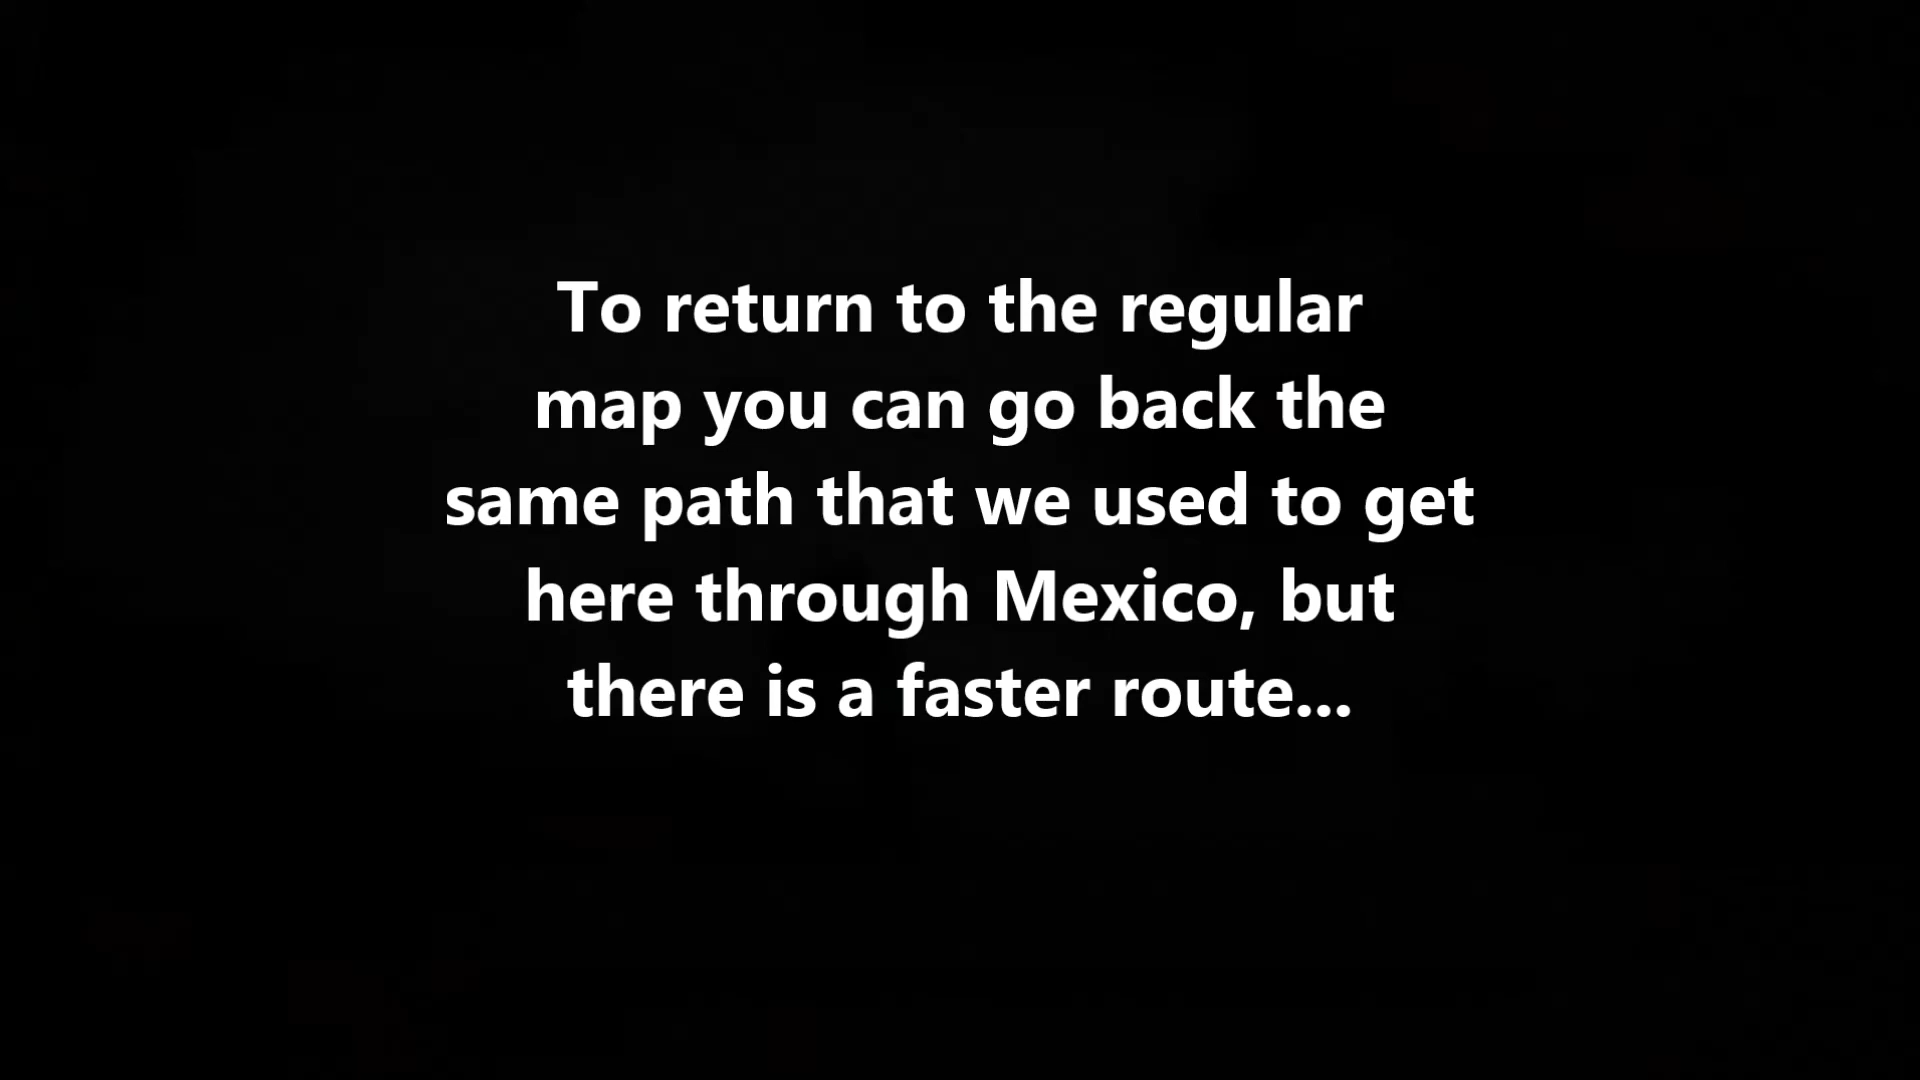 To return to the regular
map you can go back the
same path that we used to get
here through Mexico, but
there is a faster route...